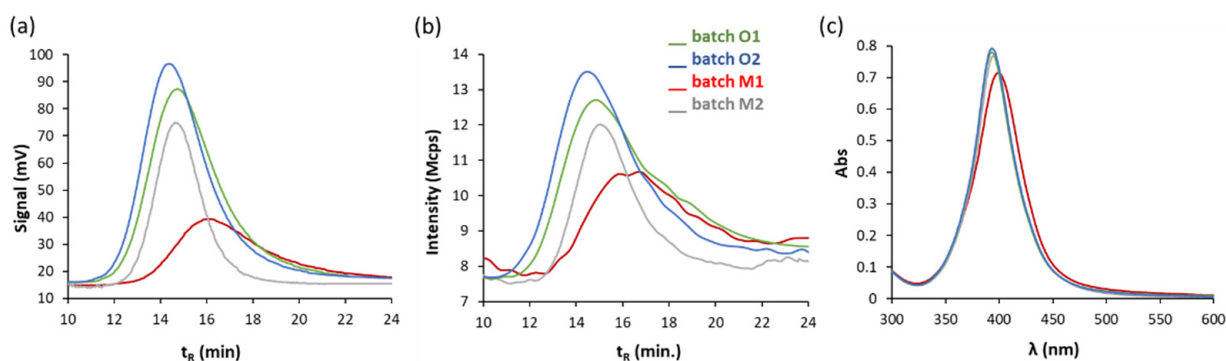 (a)
100
90
80
70
60
50
40
30
20
10
Signal (mV)
10 12 14 16 18 20 22 24
tR (min)
(b)
14
13
12
11
10
9
8
7
Intensity (Mcps)
10 12 14 16 18 20 22 24
tR (min.)
batch O1
batch O2
batch M1
batch M2
(c)
0.8
0.7
0.6
0.5
0.4
0.3
0.2
0.1
0
Abs
300 350 400 450 500 550 600
λ (nm)